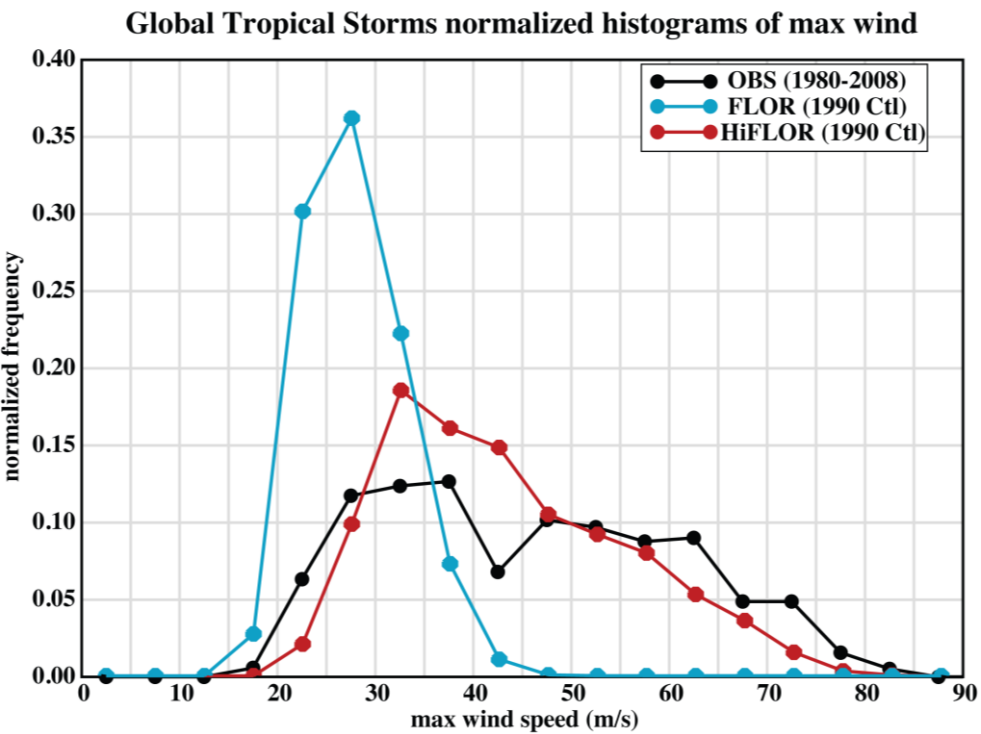 Global Tropical Storms normalized histograms of max wind
OBS (1980-2008)
FLOR (1990 Ctl)
HiFLOR (1990 Ctl)
normalized frequency
0.40
0.35
0.30
0.25
0.20
0.15
0.10
0.05
0.00
0 10 20 30 40 50 60 70 80 90
max wind speed (m/s)